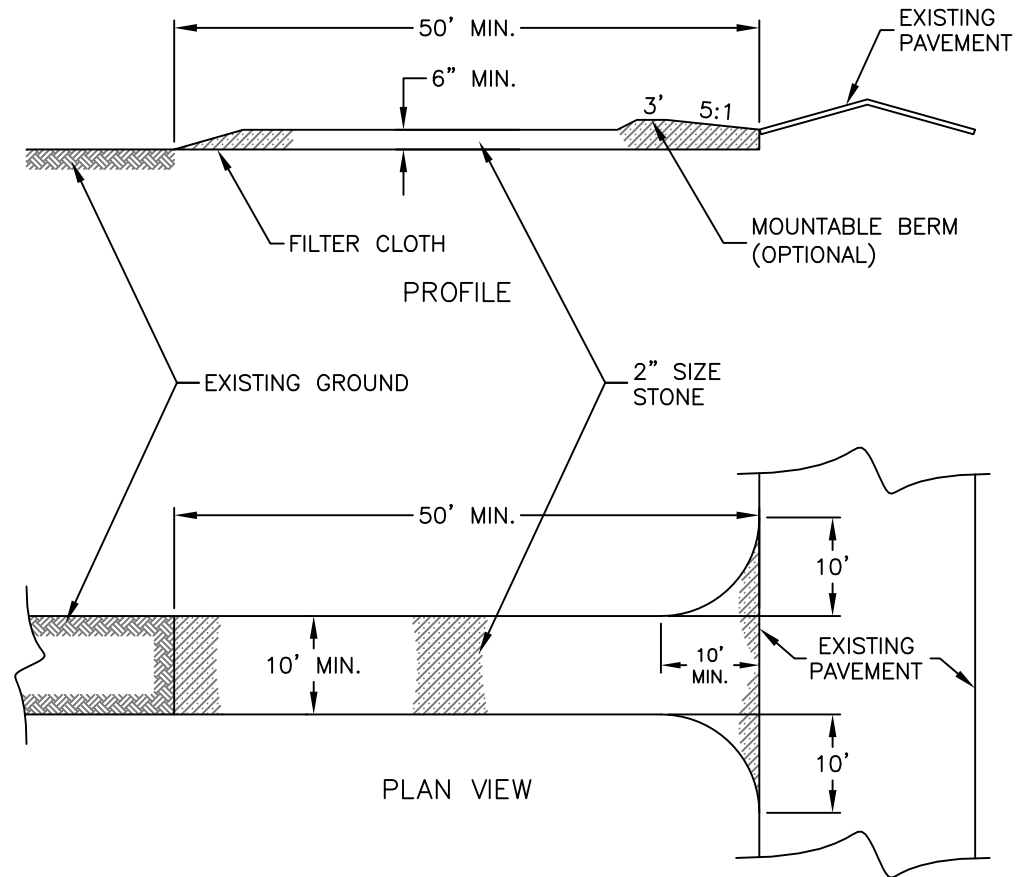 50' MIN.
EXISTING
PAVEMENT
6" MIN.
3'
5:1
FILTER CLOTH
MOUNTABLE BERM
(OPTIONAL)
PROFILE
EXISTING GROUND
2" SIZE
STONE
50' MIN.
10'
10' MIN.
10'
MIN.
EXISTING
PAVEMENT
10'
PLAN VIEW